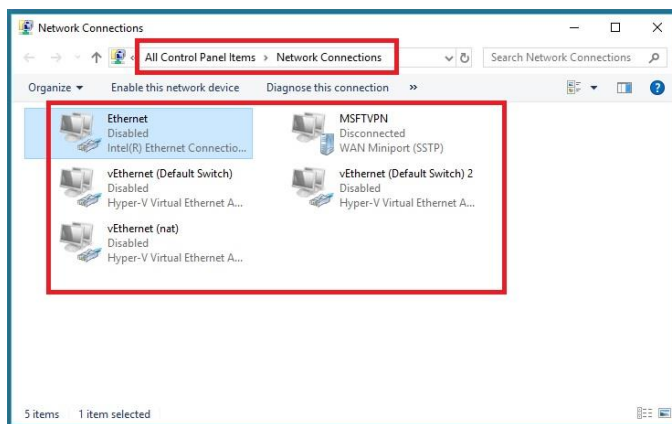 Network Connections
All Control Panel Items > Network Connections
Search Network Connections
Organize Enable this network device Diagnose this connection »
Ethernet
Disabled
Intel(R) Ethernet Connectio...
MSFTVPN
Disconnected
WAN Miniport (SSTP)
vEthernet (Default Switch)
Disabled
Hyper-V Virtual Ethernet A...
vEthernet (Default Switch) 2
Disabled
Hyper-V Virtual Ethernet A...
vEthernet (nat)
Disabled
Hyper-V Virtual Ethernet A...
5 items 1 item selected